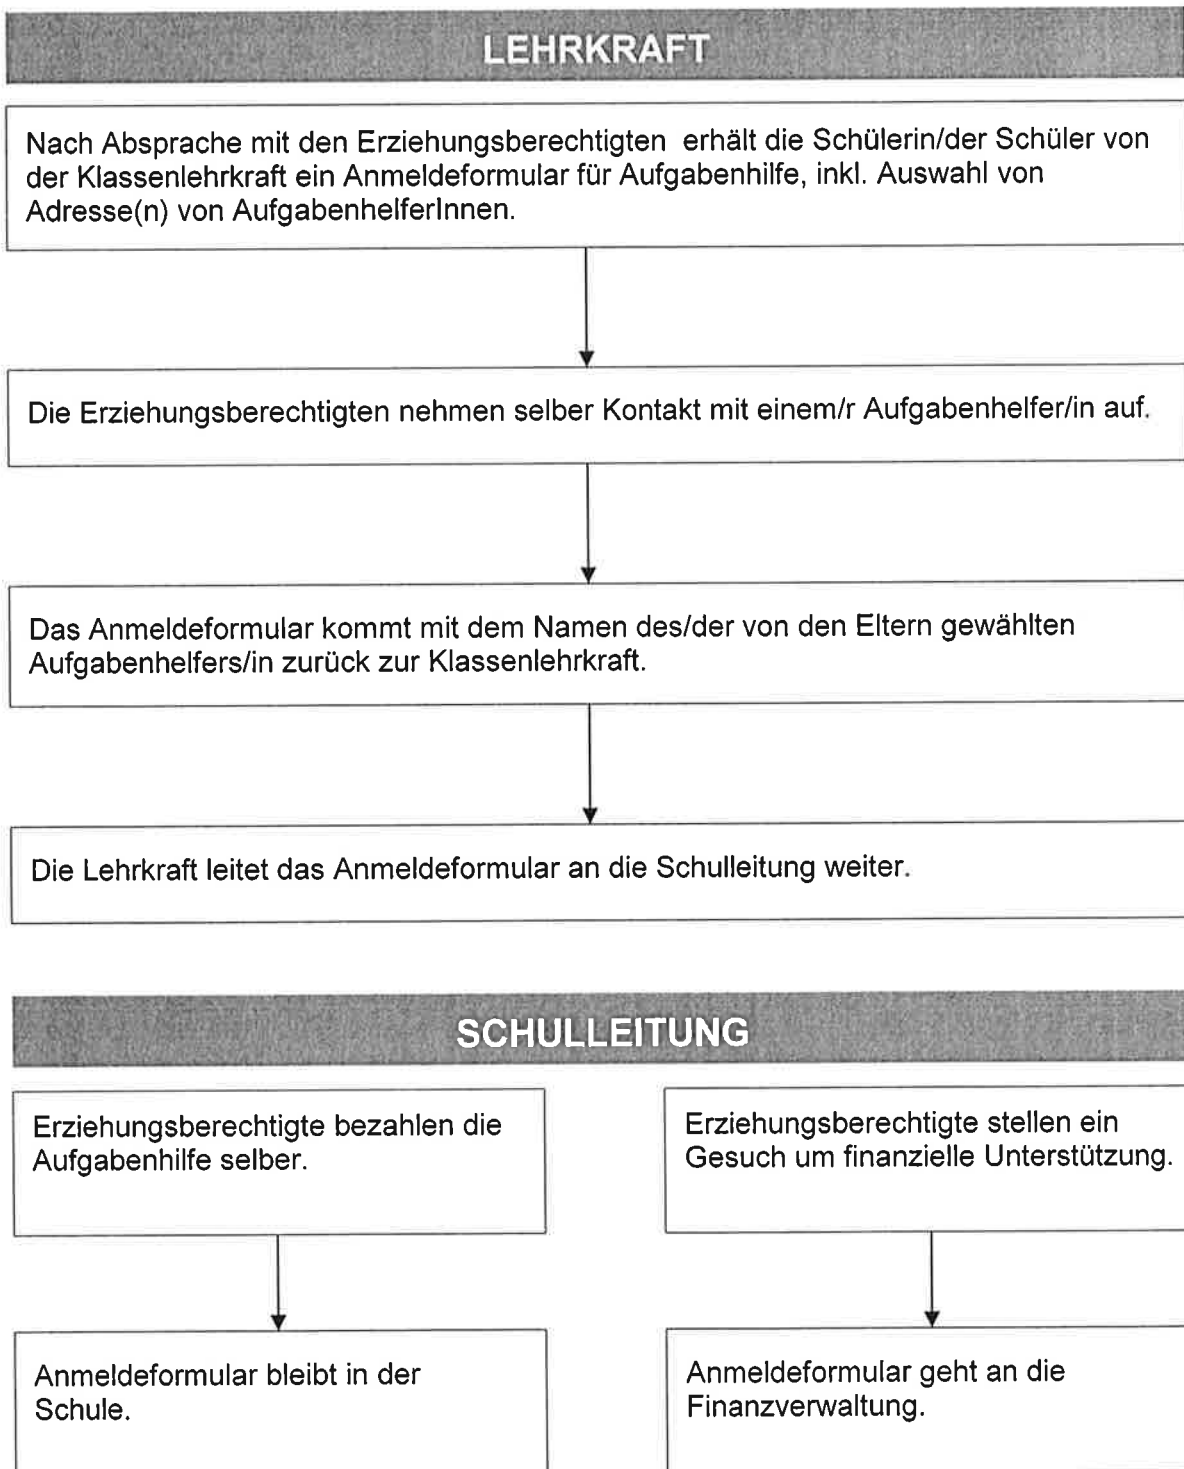 LEHRKRAFT
Nach Absprache mit den Erziehungsberechtigten erhält die Schülerin/der Schüler von
der Klassenlehrkraft ein Anmeldeformular für Aufgabenhilfe, inkl. Auswahl von
Adresse(n) von AufgabenhelferInnen.
Die Erziehungsberechtigten nehmen selber Kontakt mit einem/r Aufgabenhelfer/in auf.
Das Anmeldeformular kommt mit dem Namen des/der von den Eltern gewählten
Aufgabenhelfers/in zurück zur Klassenlehrkraft.
Die Lehrkraft leitet das Anmeldeformular an die Schulleitung weiter.
SCHULLEITUNG
Erziehungsberechtigte bezahlen die
Aufgabenhilfe selber.
Anmeldeformular bleibt in der
Schule.
Erziehungsberechtigte stellen ein
Gesuch um finanzielle Unterstützung.
Anmeldeformular geht an die
Finanzverwaltung.